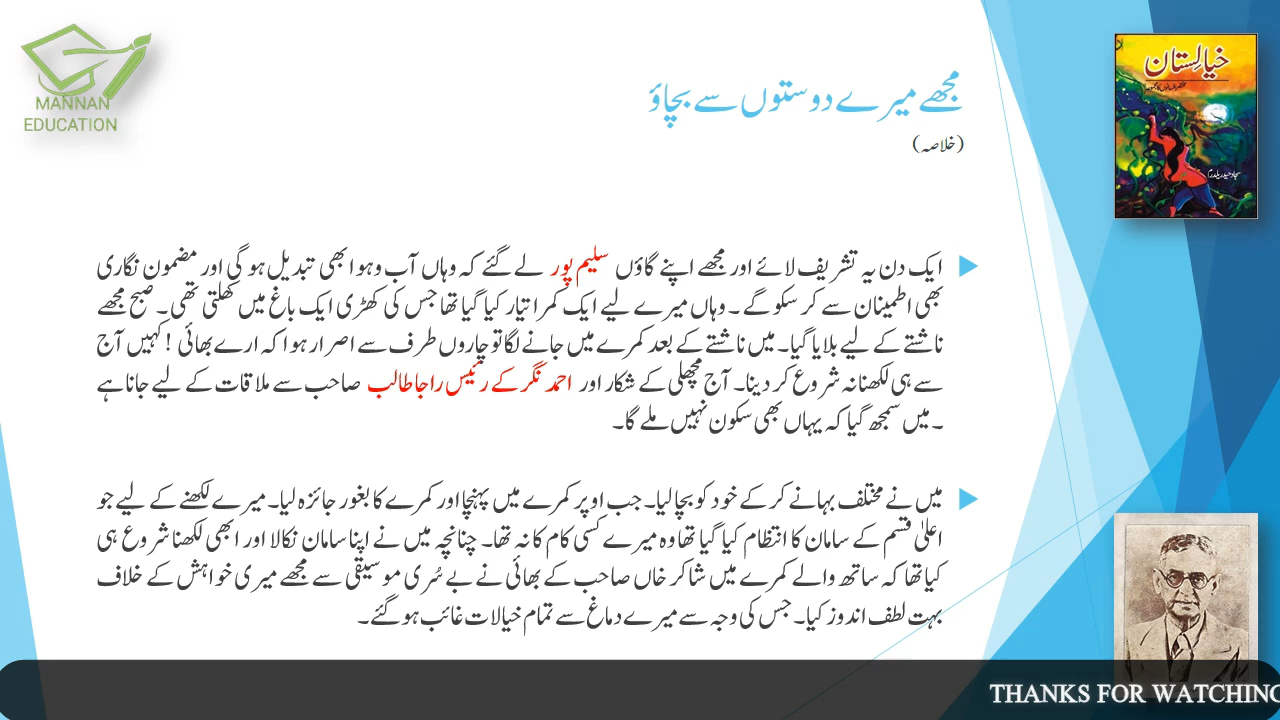 MANNAN
EDUCATION
خیالستان
سجاد حیدر یلدرم
مجھے میرے دوستوں سے بچاؤ
(خلاصہ)
ایک دن یہ تشریف لائے اور مجھے اپنے گاؤں سلیم پور لے گئے کہ وہاں آب وہوا بھی تبدیل ہو گی اور مضمون نگاری
بھی اطمینان سے کر سکو گے ۔ وہاں میرے لیے ایک کمرا تیار کیا گیا تھا جس کی کھڑی ایک باغ میں کھلتی تھی۔ صبح مجھے
ناشتے کے لیے بلایا گیا۔ میں ناشتے کے بعد کمرے میں جانے لگا تو چاروں طرف سے اصرار ہوا کہ ارے بھائی ! کہیں آج
سے ہی لکھنا نہ شروع کر دینا۔ آج مچھلی کے شکار اور احمد نگر کے رئیس راجا طالب صاحب سے ملاقات کے لیے جانا ہے
۔ میں سمجھ گیا کہ یہاں بھی سکون نہیں ملے گا۔
میں نے مختلف بہانے کر کے خود کو بچا لیا۔ جب اوپر کمرے میں پہنچا اور کمرے کا بغور جائزہ لیا۔ میرے لکھنے کے لیے جو
اعلیٰ قسم کے سامان کا انتظام کیا گیا تھا وہ میرے کسی کام کا نہ تھا۔ چنانچہ میں نے اپنا سامان نکالا اور ابھی لکھنا شروع ہی
کیا تھا کہ ساتھ والے کمرے میں شاکر خاں صاحب کے بھائی نے بے سُری موسیقی سے مجھے میری خواہش کے خلاف
بہت لطف اندوز کیا۔ جس کی وجہ سے میرے دماغ سے تمام خیالات غائب ہو گئے۔
THANKS FOR WATCHING